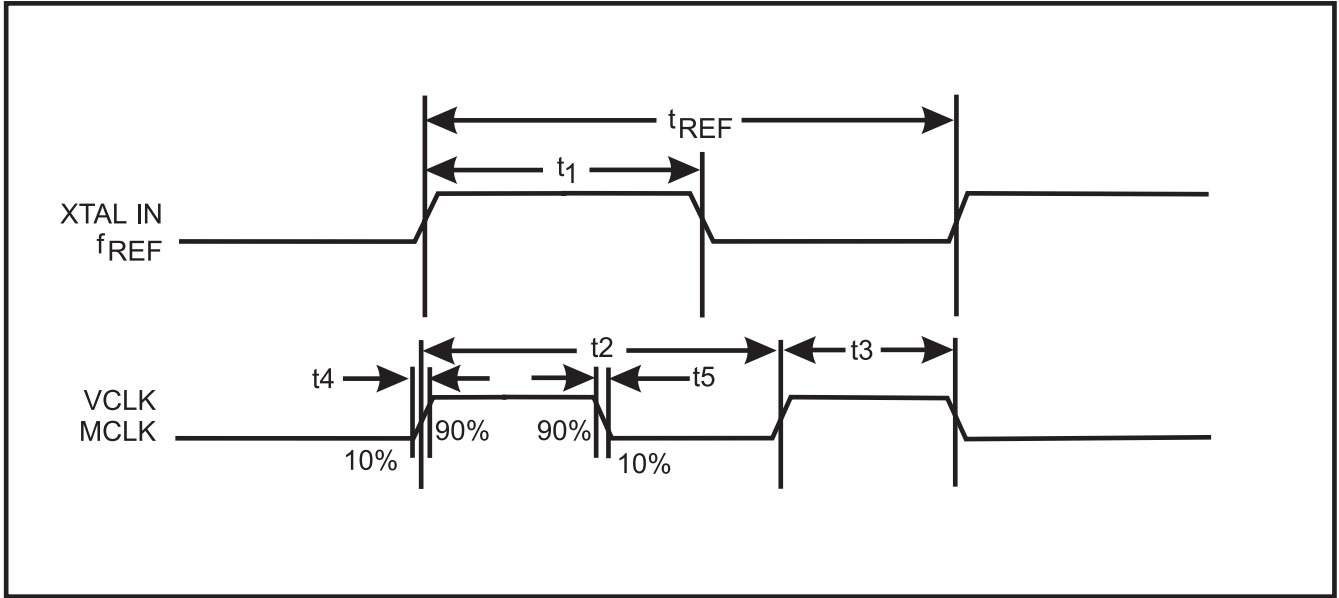 tREF
t1
XTAL IN
fREF
t2
t3
t4
t5
VCLK
MCLK
90%
90%
10%
10%